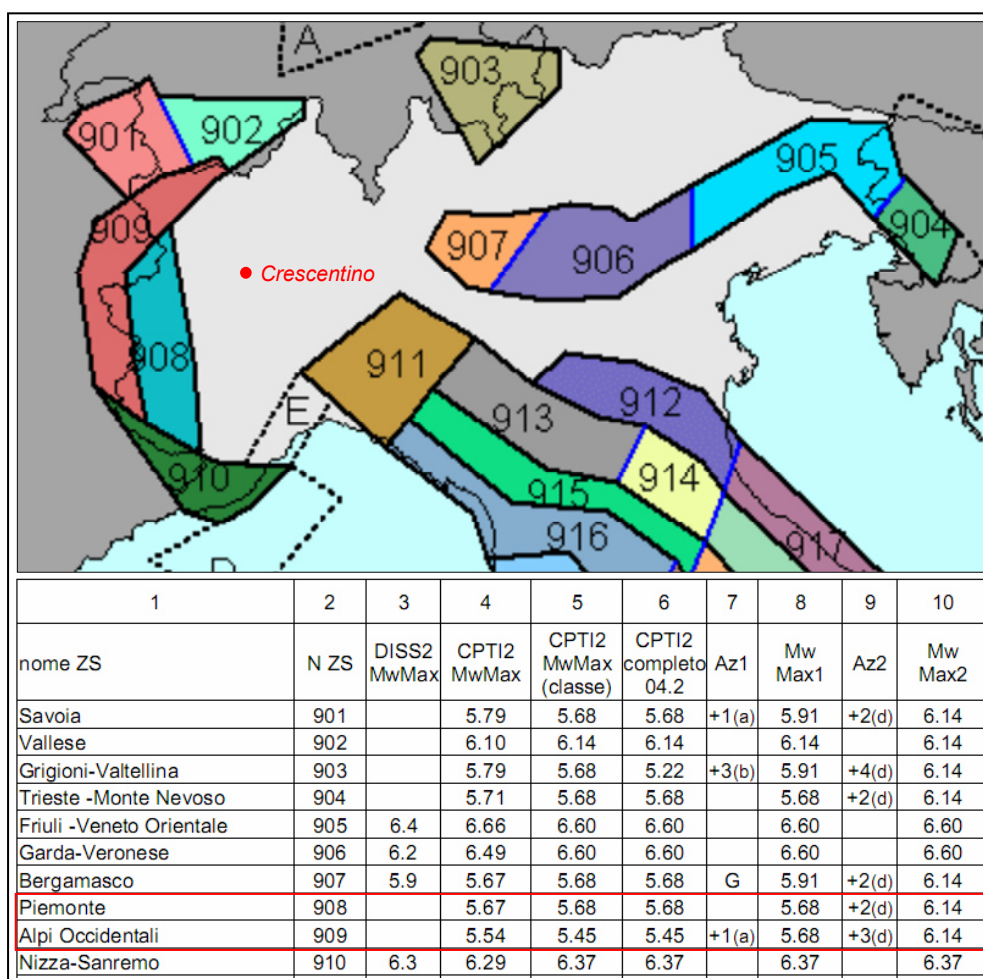 A
903
901
902
905
909
904
907
906
Crescentino
908
911
912
E
913
914
910
915
916
917
D
1 2 3 4 5 6 7 8 9 10
nome ZS N ZS DISS2 MwMax CPTI2 MwMax CPTI2 MwMax (classe) CPTI2 completo 04.2 Az1 Mw Max1 Az2 Mw Max2
Savoia 901 5.79 5.68 5.68 +1(a) 5.91 +2(d) 6.14
Vallese 902 6.10 6.14 6.14 6.14 6.14
Grigioni-Valtellina 903 5.79 5.68 5.22 +3(b) 5.91 +4(d) 6.14
Trieste -Monte Nevoso 904 5.71 5.68 5.68 5.68 +2(d) 6.14
Friuli -Veneto Orientale 905 6.4 6.66 6.60 6.60 6.60 6.60
Garda-Veronese 906 6.2 6.49 6.60 6.60 6.60 6.60
Bergamasco 907 5.9 5.67 5.68 5.68 G 5.91 +2(d) 6.14
Piemonte 908 5.67 5.68 5.68 5.68 +2(d) 6.14
Alpi Occidentali 909 5.54 5.45 5.45 +1(a) 5.68 +3(d) 6.14
Nizza-Sanremo 910 6.3 6.29 6.37 6.37 6.37 6.37